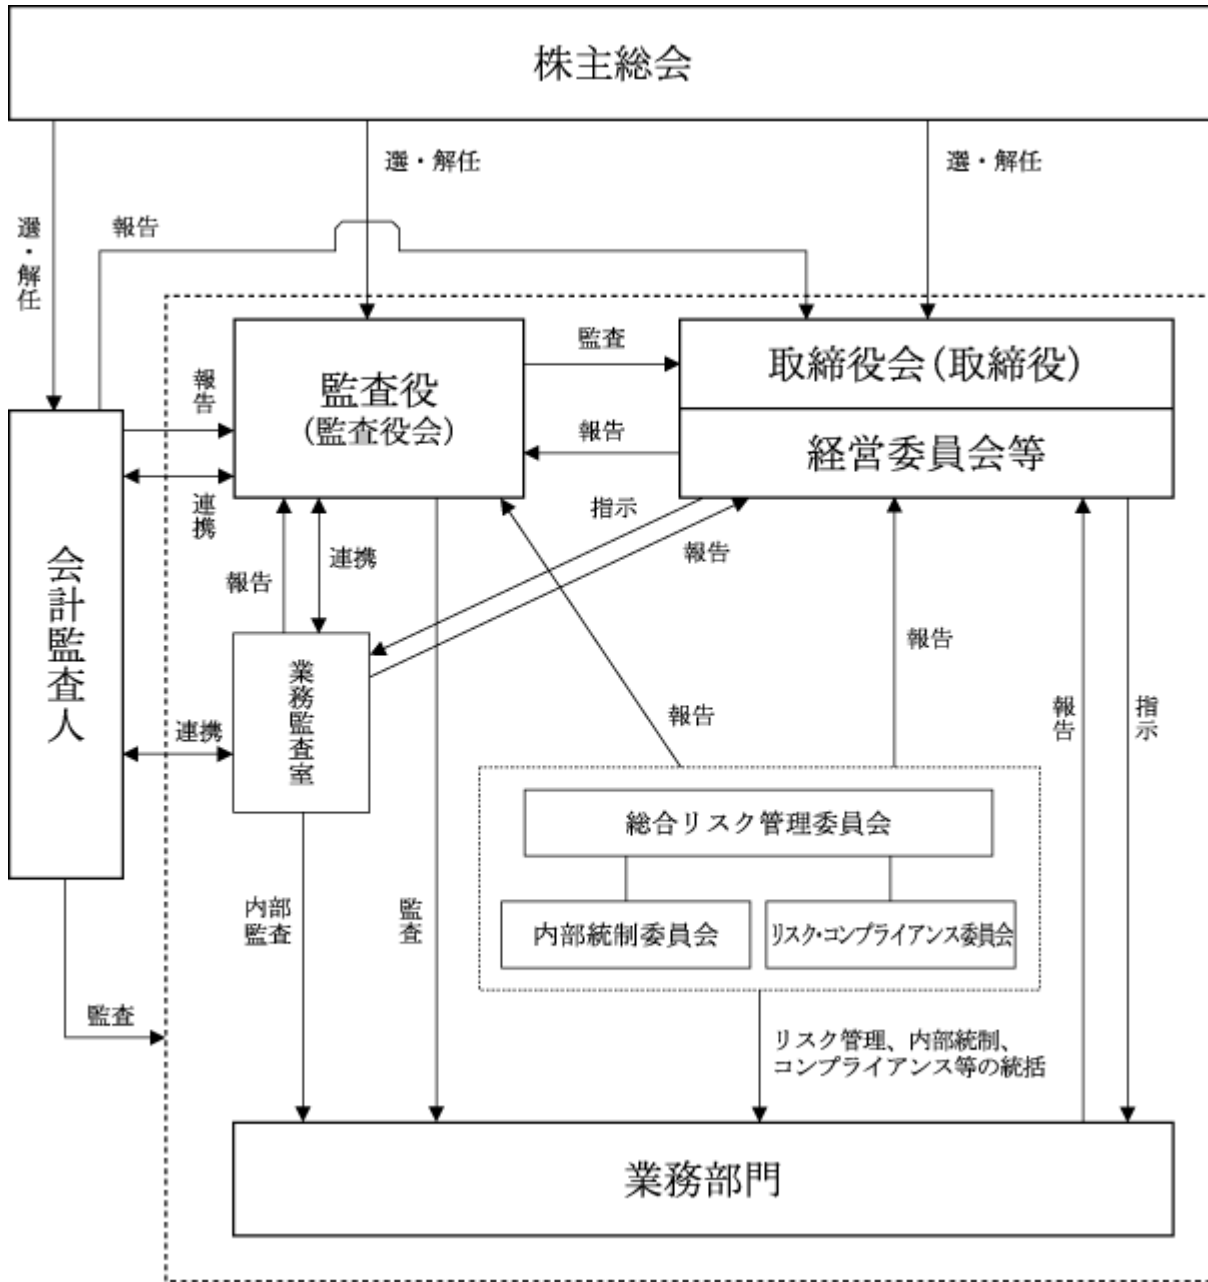 株主総会
選・解任
選・解任
選・解任
報告
監査役
(監査役会)
監査
取締役会(取締役)
経営委員会等
報告
報告
連携
会計監査人
報告
連携
指示
報告
業務監査室
連携
報告
報告
報告
指示
総合リスク管理委員会
内部統制委員会
リスク・コンプライアンス委員会
内部
監査
監査
監査
リスク管理、内部統制、
コンプライアンス等の統括
業務部門